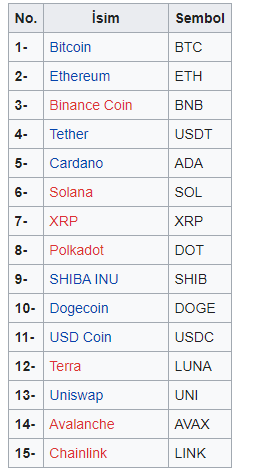 No. İsim Sembol
1- Bitcoin BTC
2- Ethereum ETH
3- Binance Coin BNB
4- Tether USDT
5- Cardano ADA
6- Solana SOL
7- XRP XRP
8- Polkadot DOT
9- SHIBA INU SHIB
10- Dogecoin DOGE
11- USD Coin USDC
12- Terra LUNA
13- Uniswap UNI
14- Avalanche AVAX
15- Chainlink LINK